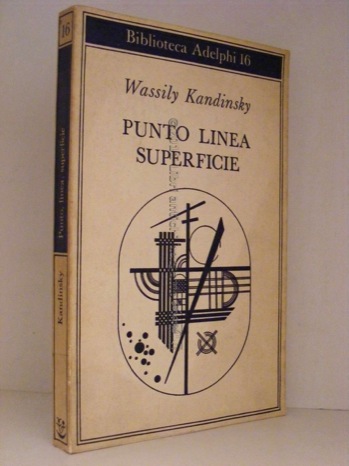 Biblioteca Adelphi 16
Wassily Kandinsky
PUNTO LINEA
SUPERFICIE
16
Punto, linea, superficie
Kandinsky